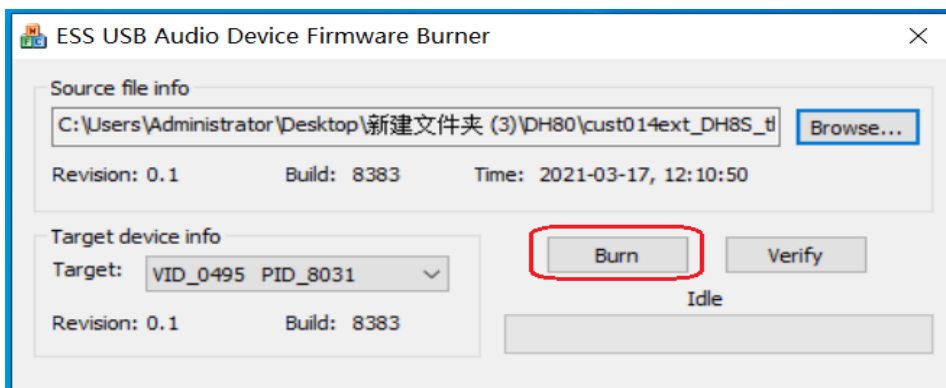 ESS USB Audio Device Firmware Burner
Source file info
C:\Users\Administrator\Desktop\新建文件夹 (3)\DH80\cust014ext_DH8S_tl
Browse...
Revision: 0.1 Build: 8383 Time: 2021-03-17, 12:10:50
Target device info
Target: VID_0495 PID_8031
Burn Verify
Idle
Revision: 0.1 Build: 8383